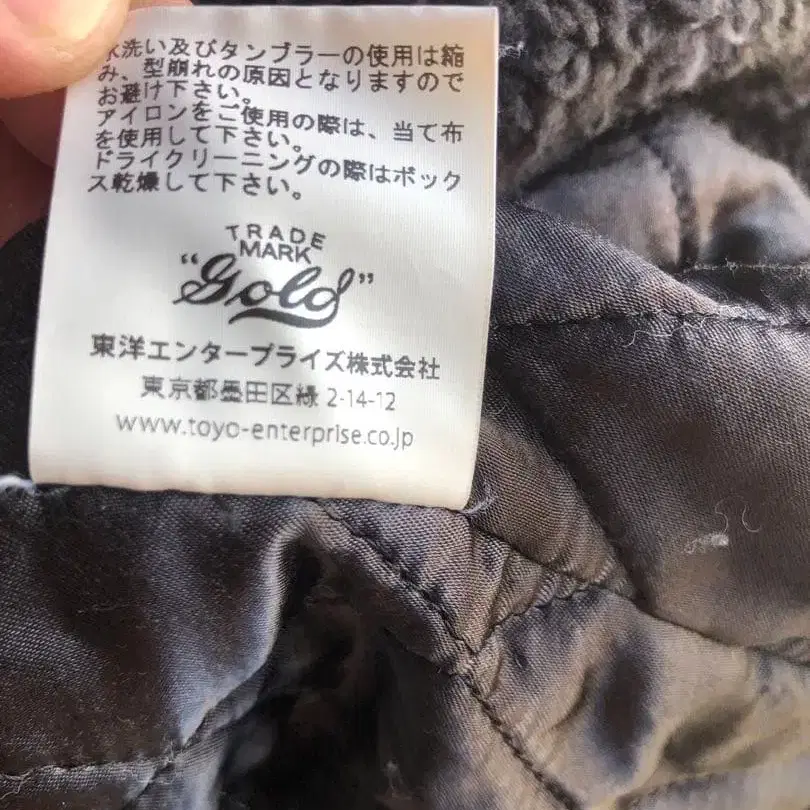 水洗い及びタンブラーの使用は縮
み、型崩れの原因となりますので
お避け下さい。
アイロンをご使用の際は、当て布
を使用して下さい。
ドライクリーニングの際はボック
ス乾燥して下さい。
TRADE
MARK
“Gold”
東洋エンタープライズ株式会社
東京都墨田区緑 2-14-12
www.toyo-enterprise.co.jp